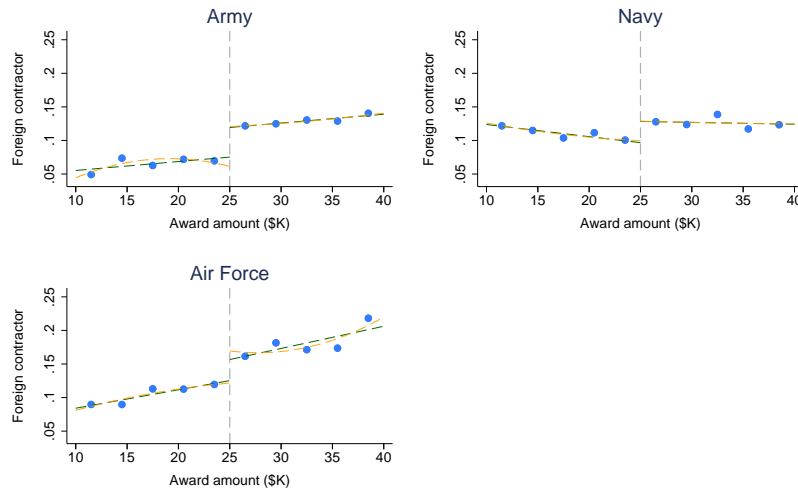 Army
Foreign contractor
.05 .1 .15 .2 .25
10 15 20 25 30 35 40
Award amount ($K)
Navy
Foreign contractor
.05 .1 .15 .2 .25
10 15 20 25 30 35 40
Award amount ($K)
Air Force
Foreign contractor
.05 .1 .15 .2 .25
10 15 20 25 30 35 40
Award amount ($K)